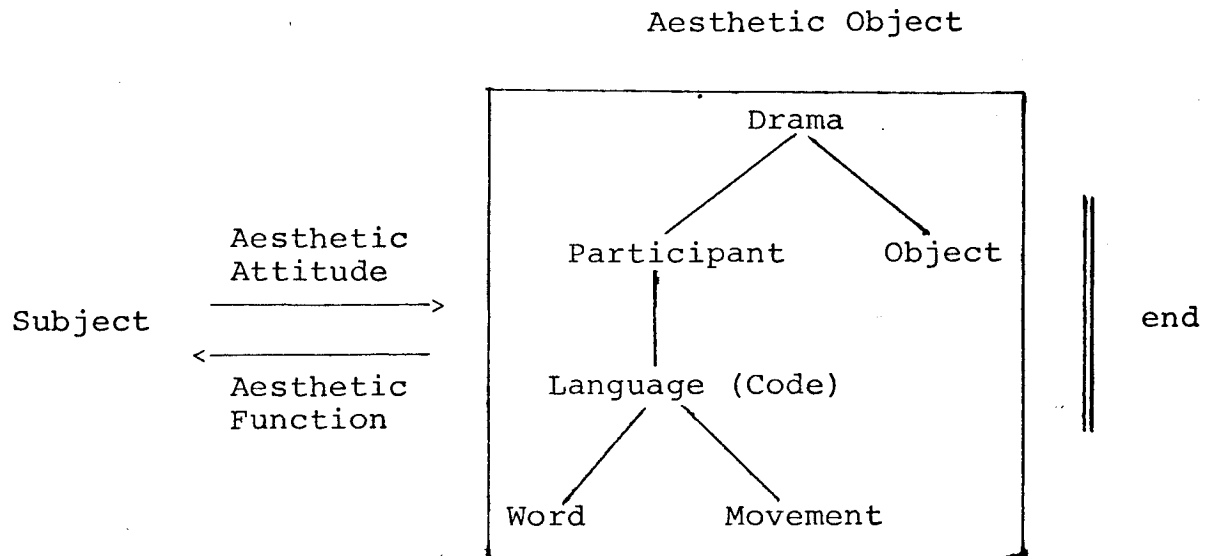 Aesthetic Object
Drama
Participant
Object
Aesthetic
Attitude
Subject
end
Aesthetic
Function
Language (Code)
Word
Movement